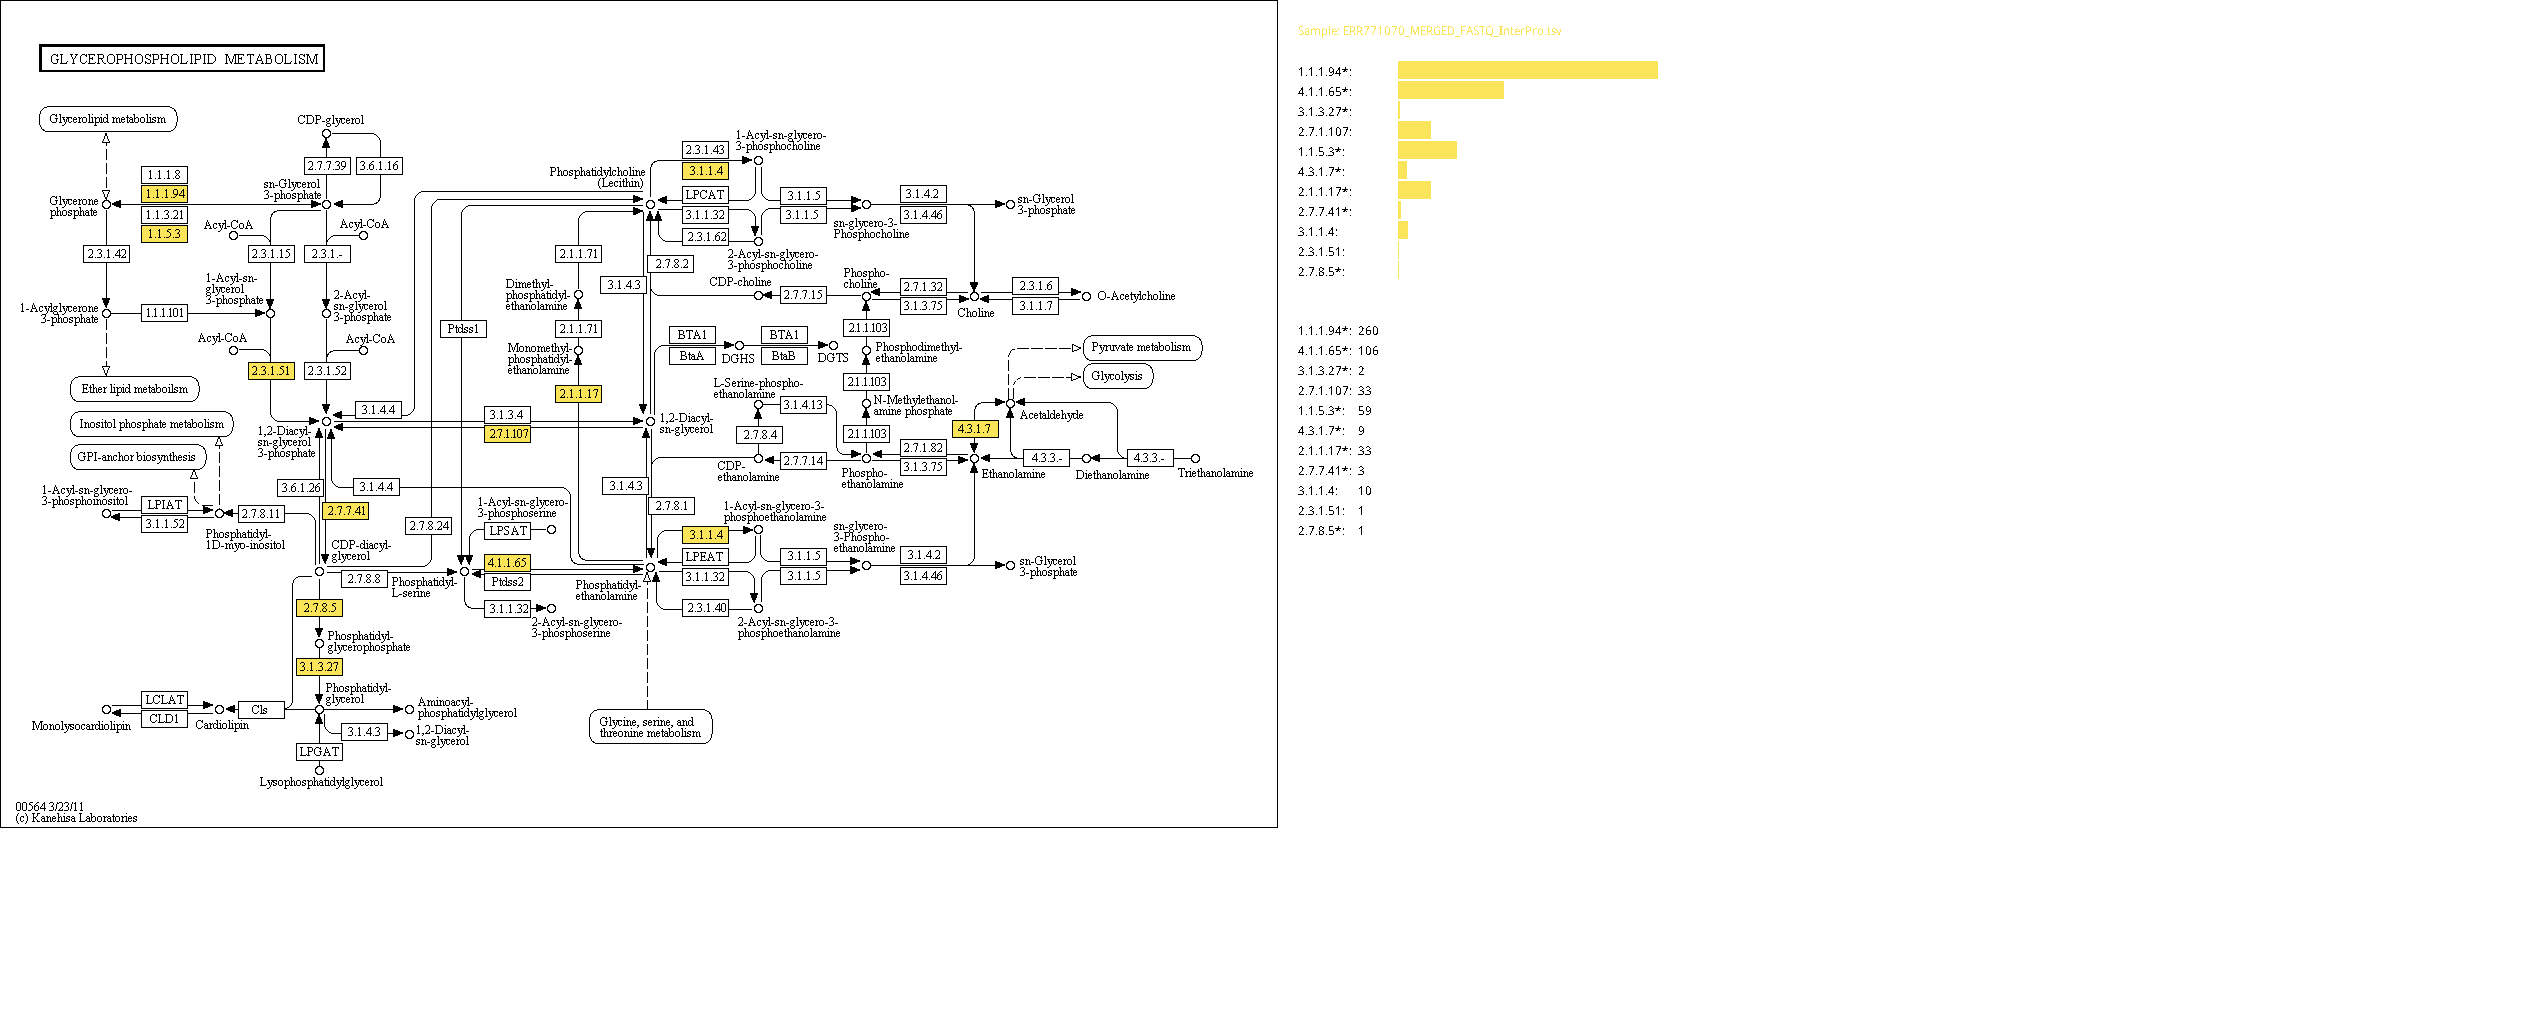 GLYCEROPHOSPHOLIPID METABOLISM
Glycerolipid metabolism
CDP-glycerol
2.7.7.39
3.6.1.16
1.1.1.8
1.1.1.94
1.1.3.21
1.1.5.3
Glycerone
phosphate
sn-Glycerol
3-phosphate
Acyl-CoA
Acyl-CoA
2.3.1.42
2.3.1.15
2.3.1.-
1-Acyl-sn-
glycerol
3-phosphate
2-Acyl-
sn-glycerol
3-phosphate
1-Acylglycerone
3-phosphate
1.1.1.101
Acyl-CoA
Acyl-CoA
2.3.1.51
2.3.1.52
Ether lipid metaboilsm
Inositol phosphate metabolism
GPI-anchor biosynthesis
3.1.4.4
1,2-Diacyl-
sn-glycerol
3-phosphate
3.1.3.4
2.7.1.107
1,2-Diacyl-
sn-glycerol
3.6.1.26
3.1.4.4
2.7.7.41
1-Acyl-sn-glycero-
3-phosphoinositol
LPIAT
3.1.1.52
2.7.8.11
Phosphatidyl-
1D-myo-inositol
CDP-diacyl-
glycerol
2.7.8.24
2.7.8.8
Phosphatidyl-
L-serine
1-Acyl-sn-glycero-
3-phosphoserine
LPSAT
4.1.1.65
Ptdss2
3.1.1.32
2-Acyl-sn-glycero-
3-phosphoserine
Phosphatidyl-
ethanolamine
2.7.8.5
Phosphatidyl-
glycerophosphate
3.1.3.27
Phosphatidyl-
glycerol
LCLAT
CLD1
Cls
Monolysocardiolipin
Cardiolipin
Aminoacyl-
phosphatidylglycerol
3.1.4.3
1,2-Diacyl-
sn-glycerol
LPGAT
Lysophosphatidylglycerol
Glycine, serine, and
threonine metabolism
Ptdss1
Phosphatidylcholine
(Lecithin)
2.1.1.71
Dimethyl-
phosphatidyl-
ethanolamine
2.1.1.71
Monomethyl-
phosphatidyl-
ethanolamine
2.1.1.17
3.1.4.3
2.7.8.2
2.3.1.43
3.1.1.4
LPCAT
3.1.1.32
2.3.1.62
1-Acyl-sn-glycero-
3-phosphocholine
2-Acyl-sn-glycero-
3-phosphocholine
3.1.1.5
3.1.1.5
sn-glycero-3-
Phosphocholine
3.1.4.2
3.1.4.46
sn-Glycerol
3-phosphate
CDP-choline
2.7.7.15
Phospho-
choline
2.7.1.32
3.1.3.75
Choline
2.3.1.6
3.1.1.7
O-Acetylcholine
BTA1
BtaA
DGHS
BTA1
BtaB
DGTS
2.1.1.103
Phosphodimethyl-
ethanolamine
2.1.1.103
N-Methylethanol-
amine phosphate
2.1.1.103
Pyruvate metabolism
Glycolysis
L-Serine-phospho-
ethanolamine
3.1.4.13
2.7.8.4
CDP-
ethanolamine
2.7.7.14
Phospho-
ethanolamine
2.7.1.82
3.1.3.75
4.3.1.7
Acetaldehyde
Ethanolamine
4.3.3.-
Diethanolamine
4.3.3.-
Triethanolamine
3.1.4.3
2.7.8.1
1-Acyl-sn-glycero-3-
phosphoethanolamine
3.1.1.4
LPEAT
3.1.1.32
2.3.1.40
2-Acyl-sn-glycero-3-
phosphoethanolamine
3.1.1.5
3.1.1.5
sn-glycero-
3-Phospho-
ethanolamine
3.1.4.2
3.1.4.46
sn-Glycerol
3-phosphate
00564 3/23/11
(c) Kanehisa Laboratories
Sample: ERR771070_MERGED_FASTQ_InterPro.tsv
1.1.1.94*:
4.1.1.65*:
3.1.3.27*:
2.7.1.107:
1.1.5.3*:
4.3.1.7*:
2.1.1.17*:
2.7.7.41*:
3.1.1.4:
2.3.1.51:
2.7.8.5*:
1.1.1.94*: 260
4.1.1.65*: 106
3.1.3.27*: 2
2.7.1.107: 33
1.1.5.3*: 59
4.3.1.7*: 9
2.1.1.17*: 33
2.7.7.41*: 3
3.1.1.4: 10
2.3.1.51: 1
2.7.8.5*: 1